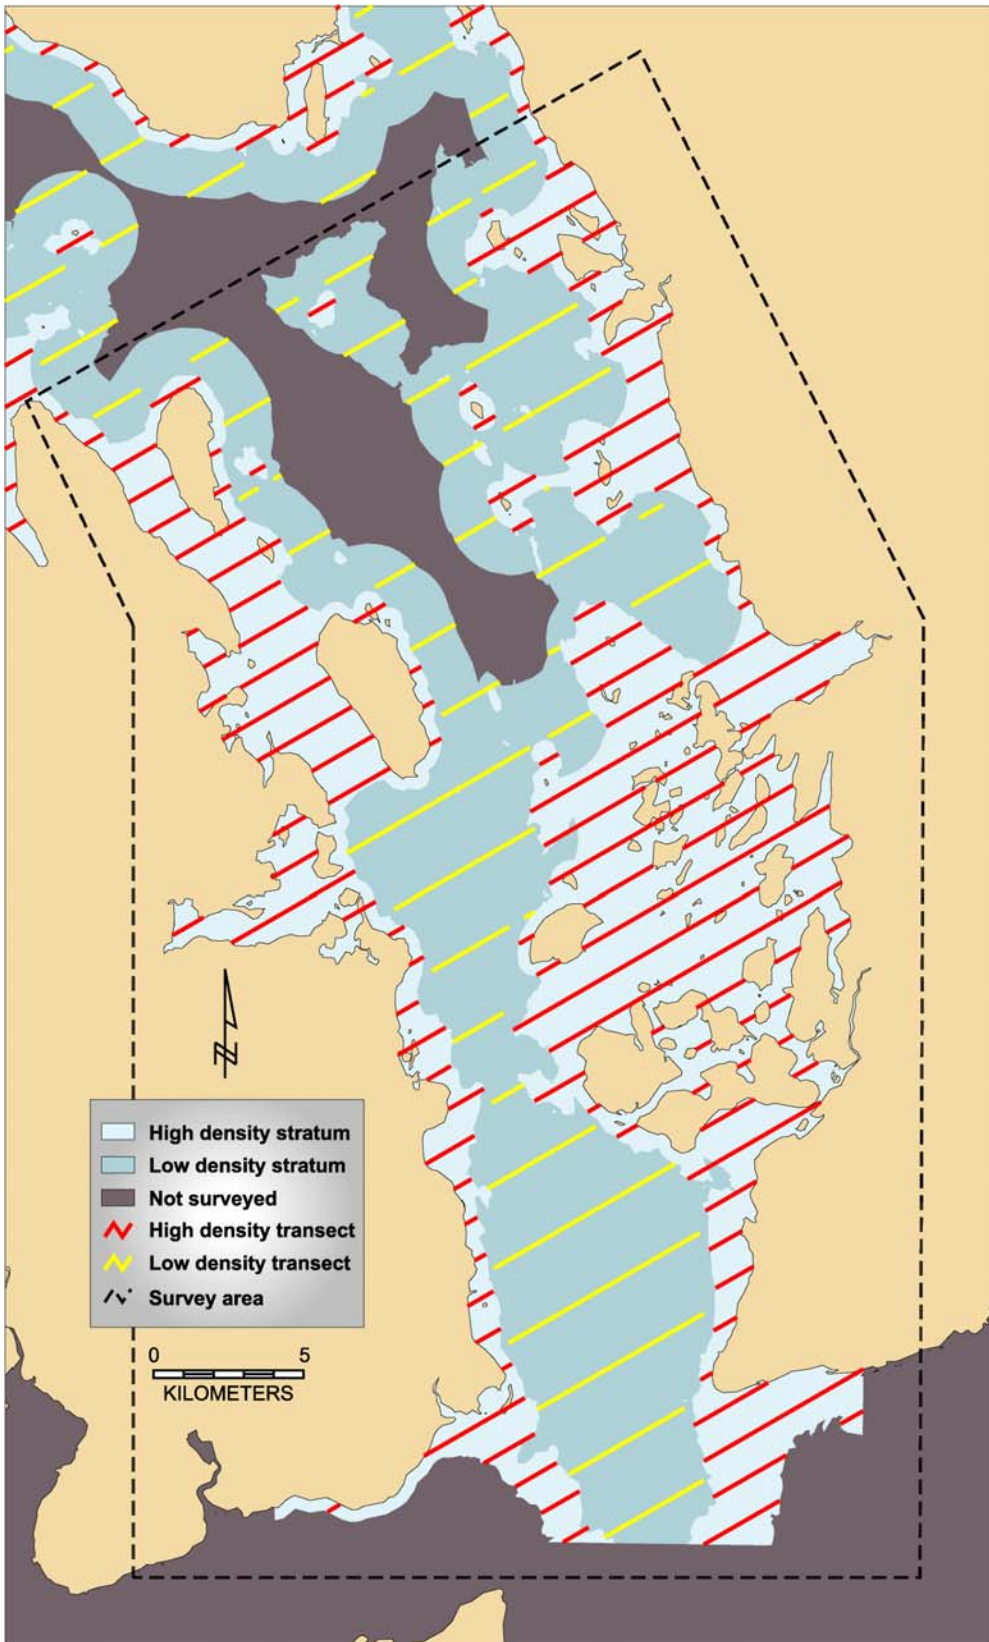 High density stratum
Low density stratum
Not surveyed
High density transect
Low density transect
Survey area
0 5
KILOMETERS